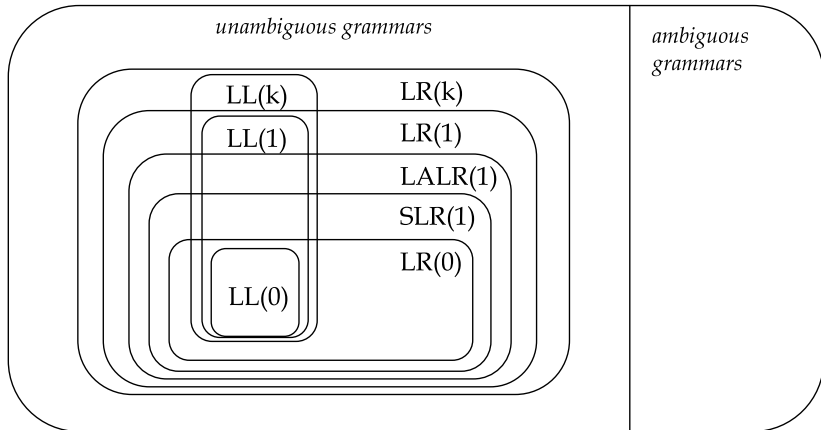 unambiguous grammars
ambiguous
grammars
LL(k)
LR(k)
LL(1)
LR(1)
LALR(1)
SLR(1)
LR(0)
LL(0)